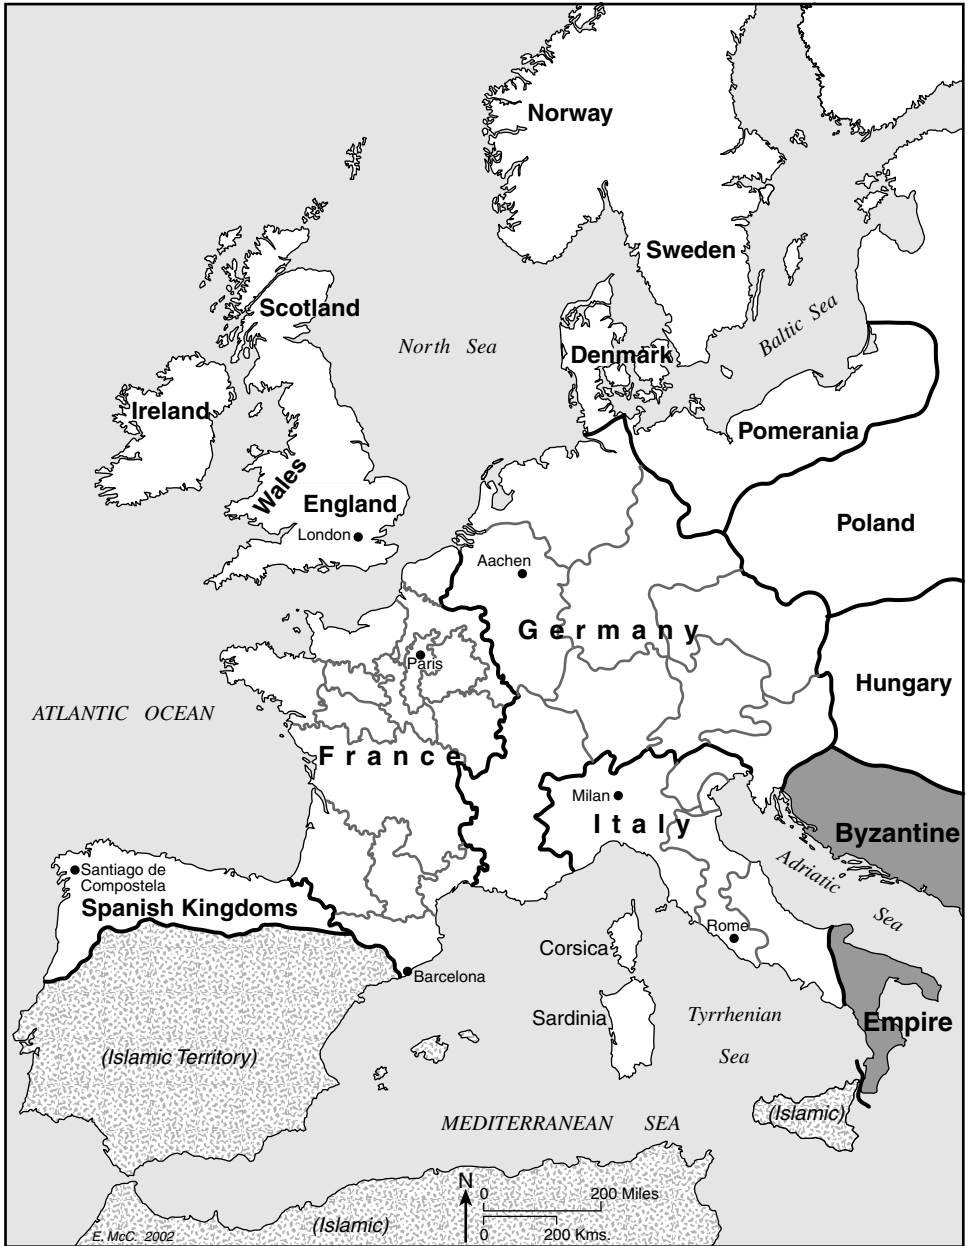 Norway
Sweden
Scotland
Baltic Sea
North Sea
Denmark
Ireland
Pomerania
Wales
England
London
Poland
Aachen
Germany
Paris
Hungary
ATLANTIC OCEAN
France
Milan
Italy
Byzantine
Adriatic
Sea
Santiago de
Compostela
Spanish Kingdoms
Rome
Corsica
Barcelona
Sardinia
Tyrrhenian
Sea
Empire
(Islamic Territory)
MEDITERRANEAN SEA
(Islamic)
N
0 200 Miles
0 200 Kms.
(Islamic)
E. McC. 2002